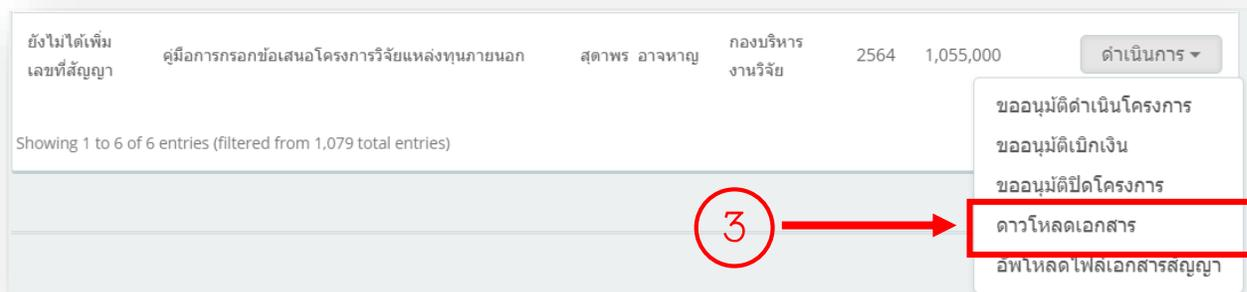 ยังไม่ได้เพิ่ม
เลขที่สัญญา
คู่มือการกรอกข้อเสนอโครงการวิจัยแหล่งทุนภายนอก
สุดาพร อาจหาญ
กองบริหาร
งานวิจัย
2564
1,055,000
ดำเนินการ
ขออนุมัติดำเนินโครงการ
Showing 1 to 6 of 6 entries (filtered from 1,079 total entries)
ขออนุมัติเบิกเงิน
ขออนุมัติปิดโครงการ
3
ดาวโหลดเอกสาร
อัพโหลดไฟล์เอกสารสัญญา